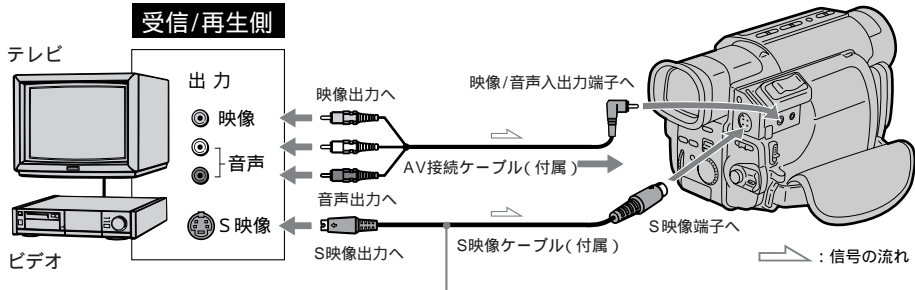 受信/再生側
テレビ
出力
映像
音声
S映像
ビデオ
映像出力へ
音声出力へ
S映像出力へ
AV接続ケーブル(付属)
S映像ケーブル(付属)
映像/音声入出力端子へ
S映像端子へ
:信号の流れ